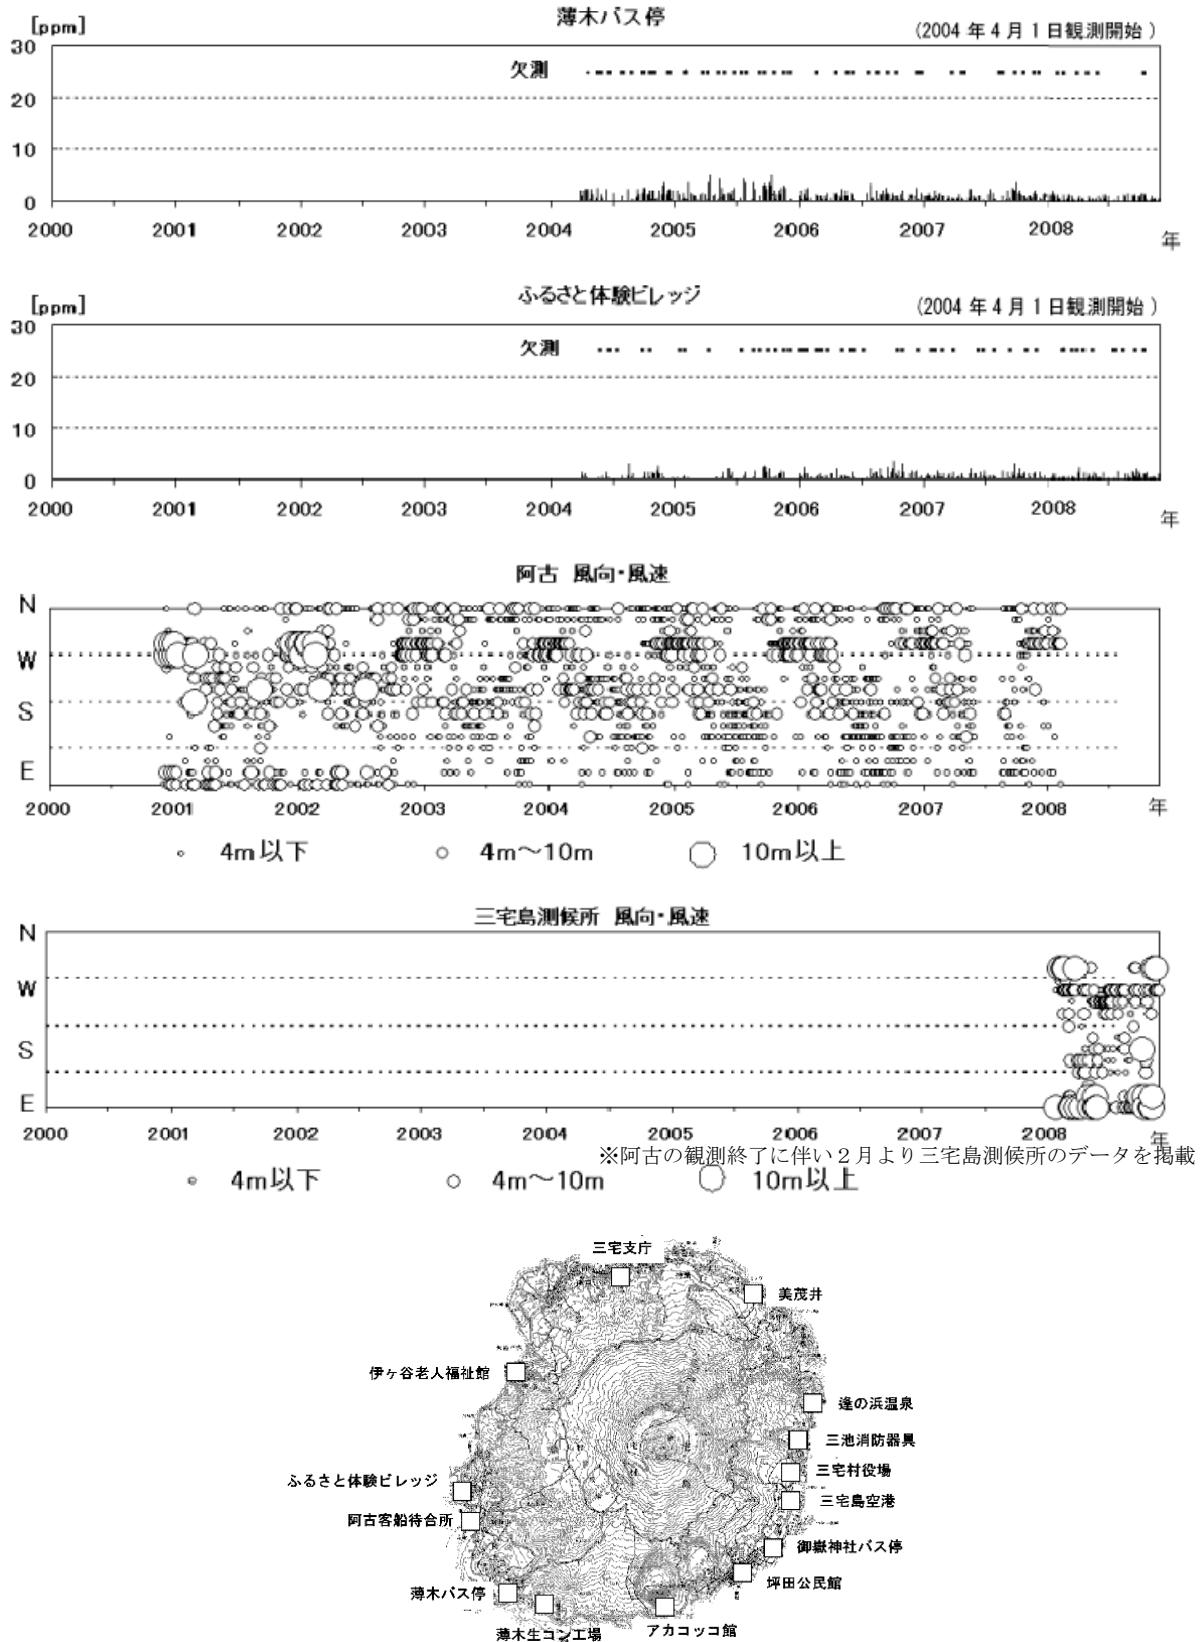 薄木バス停
[ppm]
(2004 年 4 月 1 日観測開始 )
30
欠測
20
10
0
2000 2001 2002 2003 2004 2005 2006 2007 2008
年
ふるさと体験ビレッジ
[ppm]
(2004 年 4 月 1 日観測開始 )
30
欠測
20
10
0
2000 2001 2002 2003 2004 2005 2006 2007 2008
年
阿古 風向・風速
N
W
S
E
2000 2001 2002 2003 2004 2005 2006 2007 2008 年
4m以下 4m～10m 10m以上
三宅島測候所 風向・風速
N
W
S
E
2000 2001 2002 2003 2004 2005 2006 2007 2008 年
※阿古の観測終了に伴い２月より三宅島測候所のデータを掲載
4m以下 4m～10m 10m以上
三宅支庁
美茂井
伊ヶ谷老人福祉館
逢の浜温泉
三池消防器具
三宅村役場
ふるさと体験ビレッジ
三宅島空港
阿古客船待合所
御嶽神社バス停
坪田公民館
薄木バス停
アカコッコ館
薄木生コン工場